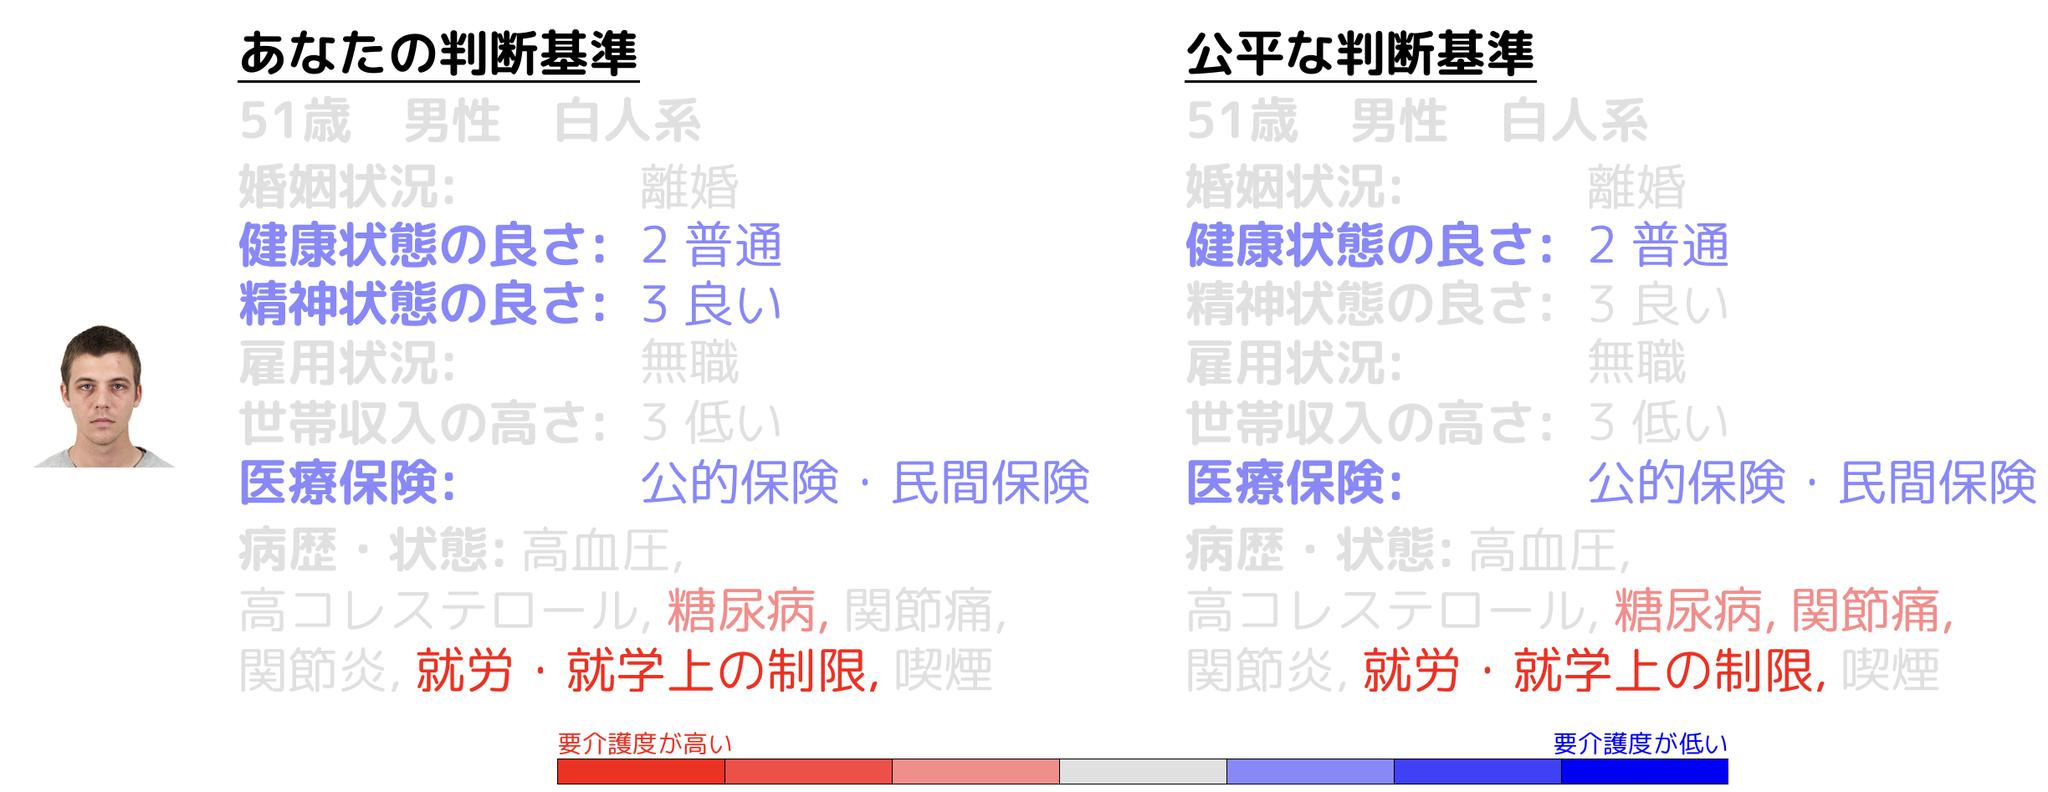 あなたの判断基準
51歳 男性 白人系
婚姻状況: 離婚
健康状態の良さ: 2 普通
精神状態の良さ: 3 良い
雇用状況: 無職
世帯収入の高さ: 3 低い
医療保険: 公的保険・民間保険
病歴・状態: 高血圧,
高コレステロール, 糖尿病, 関節痛,
関節炎, 就労・就学上の制限, 喫煙
公平な判断基準
51歳 男性 白人系
婚姻状況: 離婚
健康状態の良さ: 2 普通
精神状態の良さ: 3 良い
雇用状況: 無職
世帯収入の高さ: 3 低い
医療保険: 公的保険・民間保険
病歴・状態: 高血圧,
高コレステロール, 糖尿病, 関節痛,
関節炎, 就労・就学上の制限, 喫煙
要介護度が高い
要介護度が低い